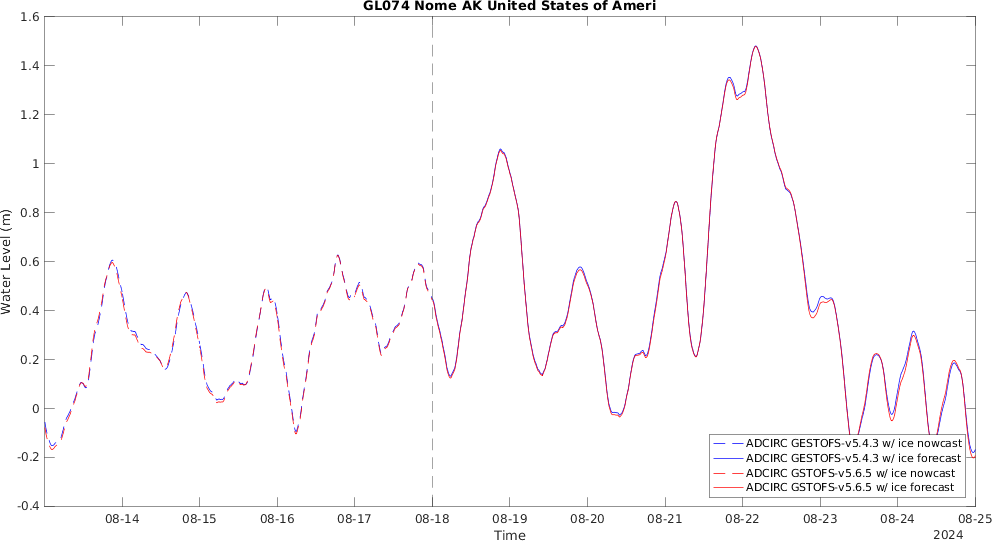 GL074 Nome AK United States of Ameri
1.6
1.4
1.2
1
0.8
0.6
0.4
0.2
0
-0.2
-0.4
Water Level (m)
ADCIRC GESTOFS-v5.4.3 w/ ice nowcast
ADCIRC GESTOFS-v5.4.3 w/ ice forecast
ADCIRC GSTOFS-v5.6.5 w/ ice nowcast
ADCIRC GSTOFS-v5.6.5 w/ ice forecast
08-14 08-15 08-16 08-17 08-18 08-19 08-20 08-21 08-22 08-23 08-24 08-25
Time
2024